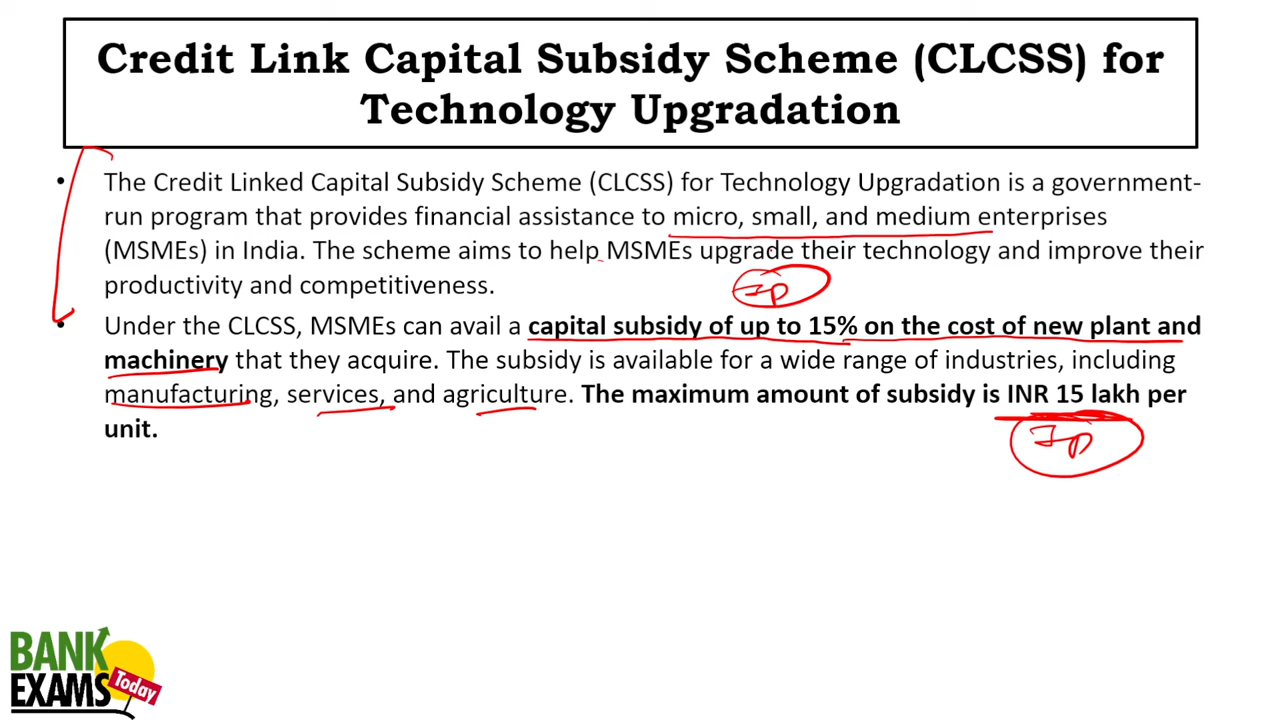 Credit Link Capital Subsidy Scheme (CLCSS) for
Technology Upgradation
• The Credit Linked Capital Subsidy Scheme (CLCSS) for Technology Upgradation is a government-
run program that provides financial assistance to micro, small, and medium enterprises
(MSMEs) in India. The scheme aims to help MSMEs upgrade their technology and improve their
productivity and competitiveness.
Ip
• Under the CLCSS, MSMEs can avail a capital subsidy of up to 15% on the cost of new plant and
machinery that they acquire. The subsidy is available for a wide range of industries, including
manufacturing, services, and agriculture. The maximum amount of subsidy is INR 15 lakh per
unit.
Ip
BANK
EXAMS
Today